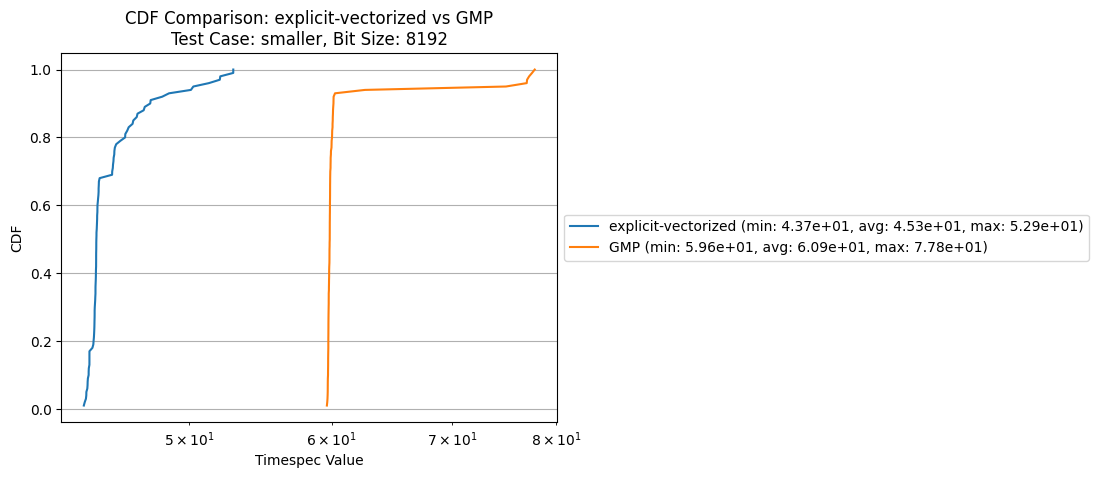 CDF Comparison: explicit-vectorized vs GMP
Test Case: smaller, Bit Size: 8192
1.0
0.8
0.6
0.4
0.2
0.0
CDF
5 × 10¹
6 × 10¹
7 × 10¹
8 × 10¹
Timespec Value
explicit-vectorized (min: 4.37e+01, avg: 4.53e+01, max: 5.29e+01)
GMP (min: 5.96e+01, avg: 6.09e+01, max: 7.78e+01)